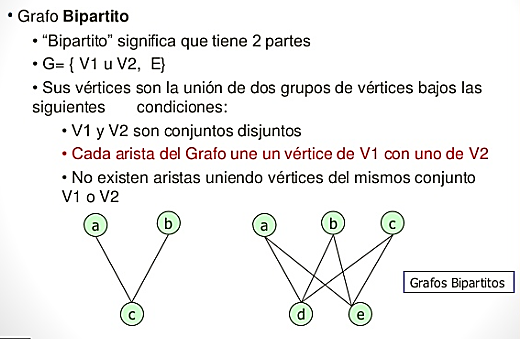 • Grafo Bipartito
• “Bipartito” significa que tiene 2 partes
• G= { V1 u V2, E}
• Sus vértices son la unión de dos grupos de vértices bajos las
siguientes condiciones:
• V1 y V2 son conjuntos disjuntos
• Cada arista del Grafo une un vértice de V1 con uno de V2
• No existen aristas uniendo vértices del mismos conjunto
V1 o V2
a b a b c
Grafos Bipartitos
c d e